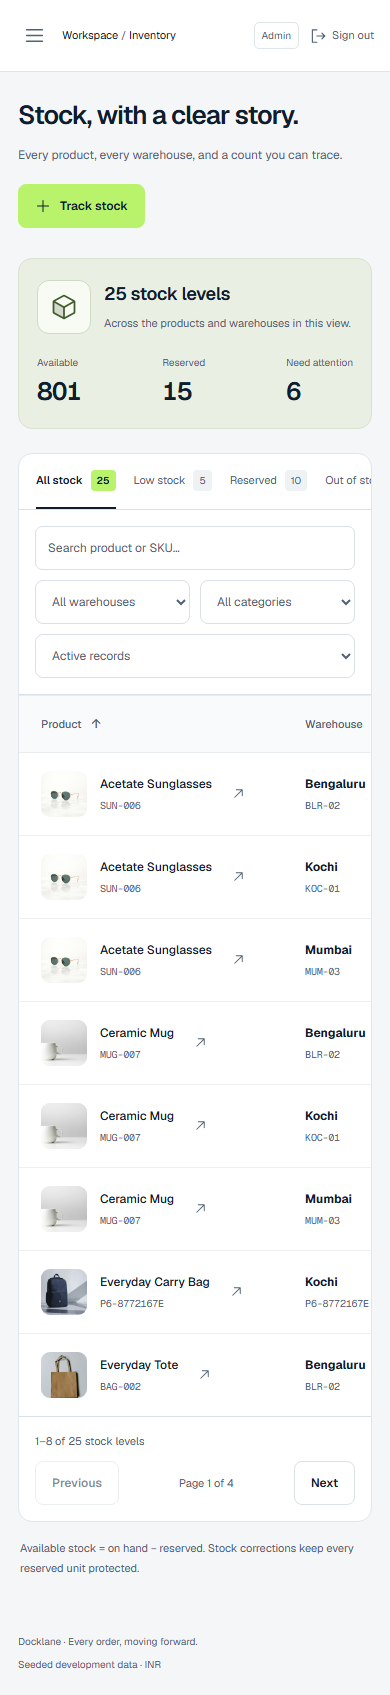 Workspace / Inventory
Admin
Sign out
Stock, with a clear story.
Every product, every warehouse, and a count you can trace.
Track stock
25 stock levels
Across the products and warehouses in this view.
Available Reserved Need attention
801 15 6
All stock 25 Low stock 5 Reserved 10 Out of sto
Search product or SKU...
All warehouses All categories
Active records
Product ↑ Warehouse
Acetate Sunglasses ↗ Bengaluru
SUN-006 BLR-02
Acetate Sunglasses ↗ Kochi
SUN-006 KOC-01
Acetate Sunglasses ↗ Mumbai
SUN-006 MUM-03
Ceramic Mug ↗ Bengaluru
MUG-007 BLR-02
Ceramic Mug ↗ Kochi
MUG-007 KOC-01
Ceramic Mug ↗ Mumbai
MUG-007 MUM-03
Everyday Carry Bag ↗ Kochi
P6-8772167E P6-8772167E
Everyday Tote ↗ Bengaluru
BAG-002 BLR-02
1–8 of 25 stock levels
Previous Page 1 of 4 Next
Available stock = on hand − reserved. Stock corrections keep every
reserved unit protected.
Docklane · Every order, moving forward.
Seeded development data · INR